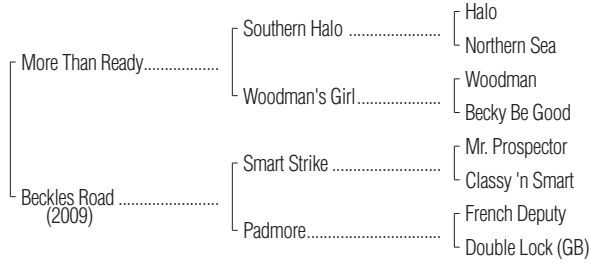 Halo
Southern Halo ....................
Northern Sea
More Than Ready..................
Woodman
Woodman's Girl..................
Becky Be Good
Mr. Prospector
Smart Strike ........................
Classy 'n Smart
Beckles Road ......................
(2009)
French Deputy
Padmore..............................
Double Lock (GB)